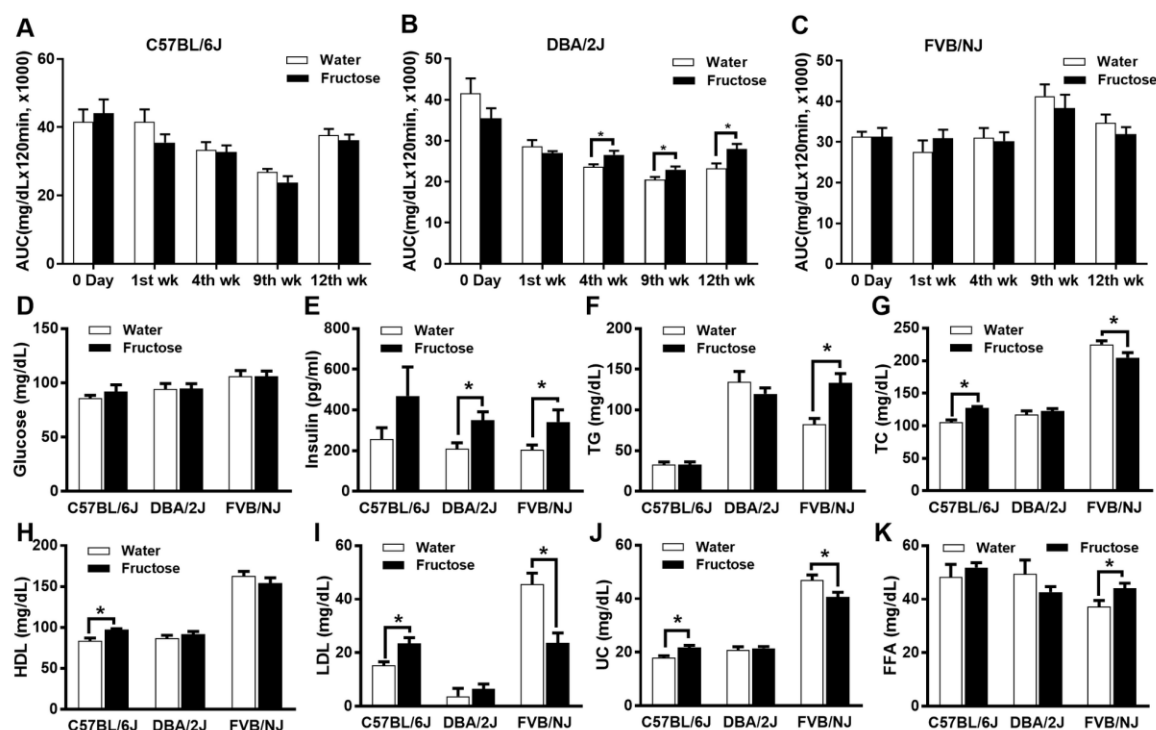 A
C57BL/6J
Water
Fructose
AUC(mg/dLx120min, x1000)
60
40
20
0
0 Day 1st wk 4th wk 9th wk 12th wk
B
DBA/2J
Water
Fructose
AUC(mg/dLx120min, x1000)
50
40
30
20
10
0
* * *
0 Day 1st wk 4th wk 9th wk 12th wk
C
FVB/NJ
Water
Fructose
AUC(mg/dLx120min, x1000)
50
40
30
20
10
0
0 Day 1st wk 4th wk 9th wk 12th wk
D
Water
Fructose
Glucose (mg/dL)
150
100
50
0
C57BL/6J DBA/2J FVB/NJ
E
Water
Fructose
Insulin (pg/ml)
800
600
400
200
0
* *
C57BL/6J DBA/2J FVB/NJ
F
Water
Fructose
TG (mg/dL)
200
150
100
50
0
*
C57BL/6J DBA/2J FVB/NJ
G
Water
Fructose
TC (mg/dL)
250
200
150
100
50
0
* *
C57BL/6J DBA/2J FVB/NJ
H
Water
Fructose
HDL (mg/dL)
200
150
100
50
0
*
C57BL/6J DBA/2J FVB/NJ
I
Water
Fructose
LDL (mg/dL)
60
40
20
0
* *
C57BL/6J DBA/2J FVB/NJ
J
Water
Fructose
UC (mg/dL)
60
40
20
0
* *
C57BL/6J DBA/2J FVB/NJ
K
Water Fructose
FFA (mg/dL)
60
40
20
0
*
C57BL/6J DBA/2J FVB/NJ